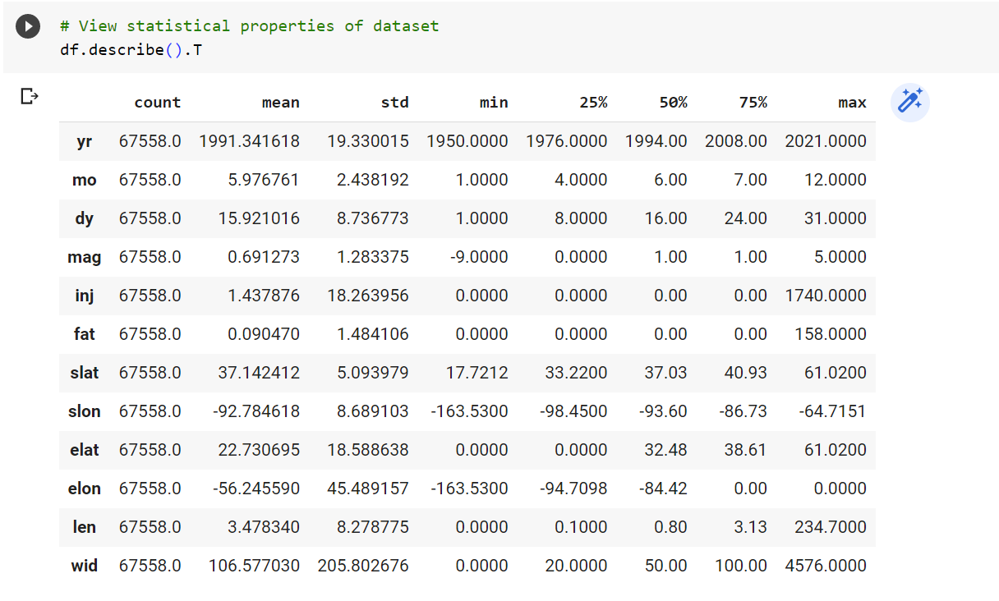 # View statistical properties of dataset
df.describe().T
count mean std min 25% 50% 75% max
yr 67558.0 1991.341618 19.330015 1950.0000 1976.0000 1994.00 2008.00 2021.0000
mo 67558.0 5.976761 2.438192 1.0000 4.0000 6.00 7.00 12.0000
dy 67558.0 15.921016 8.736773 1.0000 8.0000 16.00 24.00 31.0000
mag 67558.0 0.691273 1.283375 -9.0000 0.0000 1.00 1.00 5.0000
inj 67558.0 1.437876 18.263956 0.0000 0.0000 0.00 0.00 1740.0000
fat 67558.0 0.090470 1.484106 0.0000 0.0000 0.00 0.00 158.0000
slat 67558.0 37.142412 5.093979 17.7212 33.2200 37.03 40.93 61.0200
slon 67558.0 -92.784618 8.689103 -163.5300 -98.4500 -93.60 -86.73 -64.7151
elat 67558.0 22.730695 18.588638 0.0000 0.0000 32.48 38.61 61.0200
elon 67558.0 -56.245590 45.489157 -163.5300 -94.7098 -84.42 0.00 0.0000
len 67558.0 3.478340 8.278775 0.0000 0.1000 0.80 3.13 234.7000
wid 67558.0 106.577030 205.802676 0.0000 20.0000 50.00 100.00 4576.0000